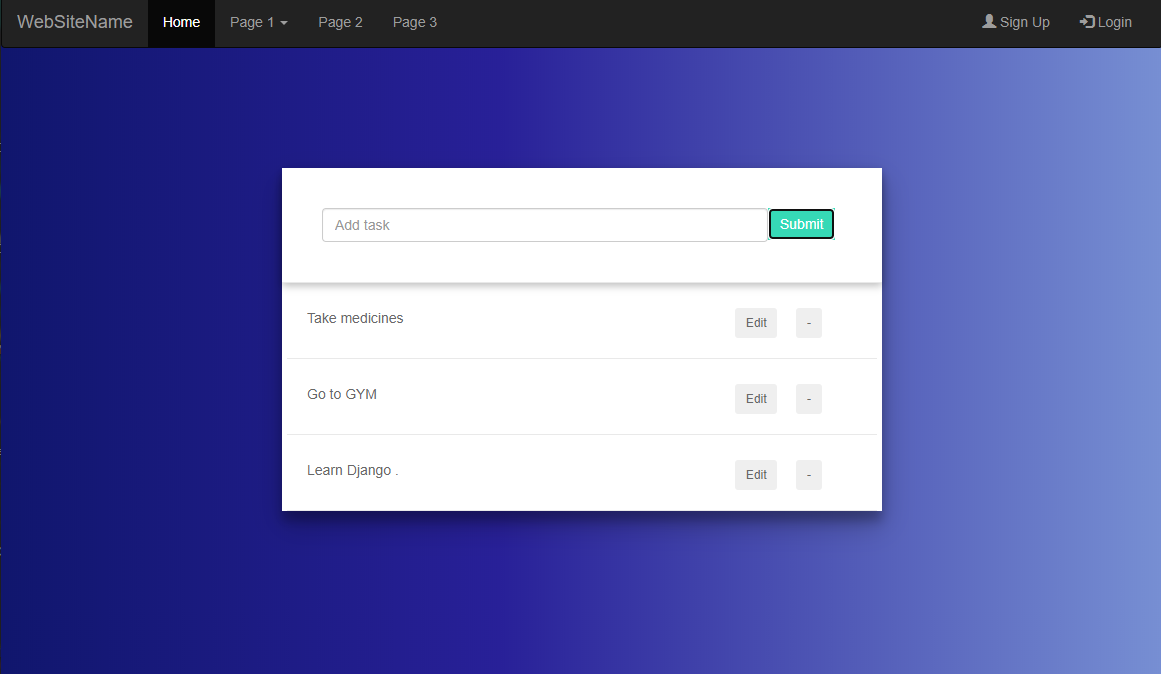 WebSiteName Home Page 1 Page 2 Page 3 Sign Up Login
Add task Submit
Take medicines Edit -
Go to GYM Edit -
Learn Django . Edit -